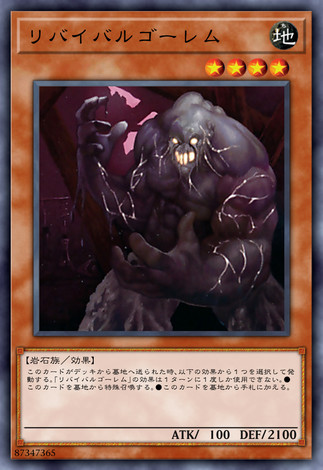 リバイバルゴーレム
地
【岩石族／効果】
このカードがデッキから墓地へ送られた時、以下の効果から１つを選択して発
動する。「リバイバルゴーレム」の効果は１ターンに１度しか使用できない。●
このカードを墓地から特殊召喚する。●このカードを墓地から手札に加える。
ATK/ 100 DEF/2100
87347365